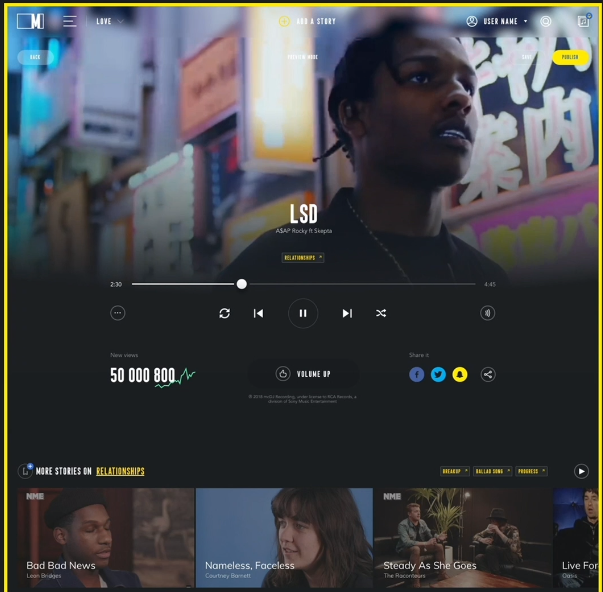 M LOVE ADD A STORY USER NAME
BACK PREVIEW MODE SAVE PUBLISH
LSD
A$AP Rocky ft Skepta
RELATIONSHIPS
2:30 4:45
New views
50 000 800
VOLUME UP
Share it
MORE STORIES ON RELATIONSHIPS
BREAKUP BALLAD SONG PROGRESS
NME
NME
Bad Bad News
Leon Bridges
Nameless, Faceless
Courtney Barnett
Steady As She Goes
The Raconteurs
Live For
Oasis